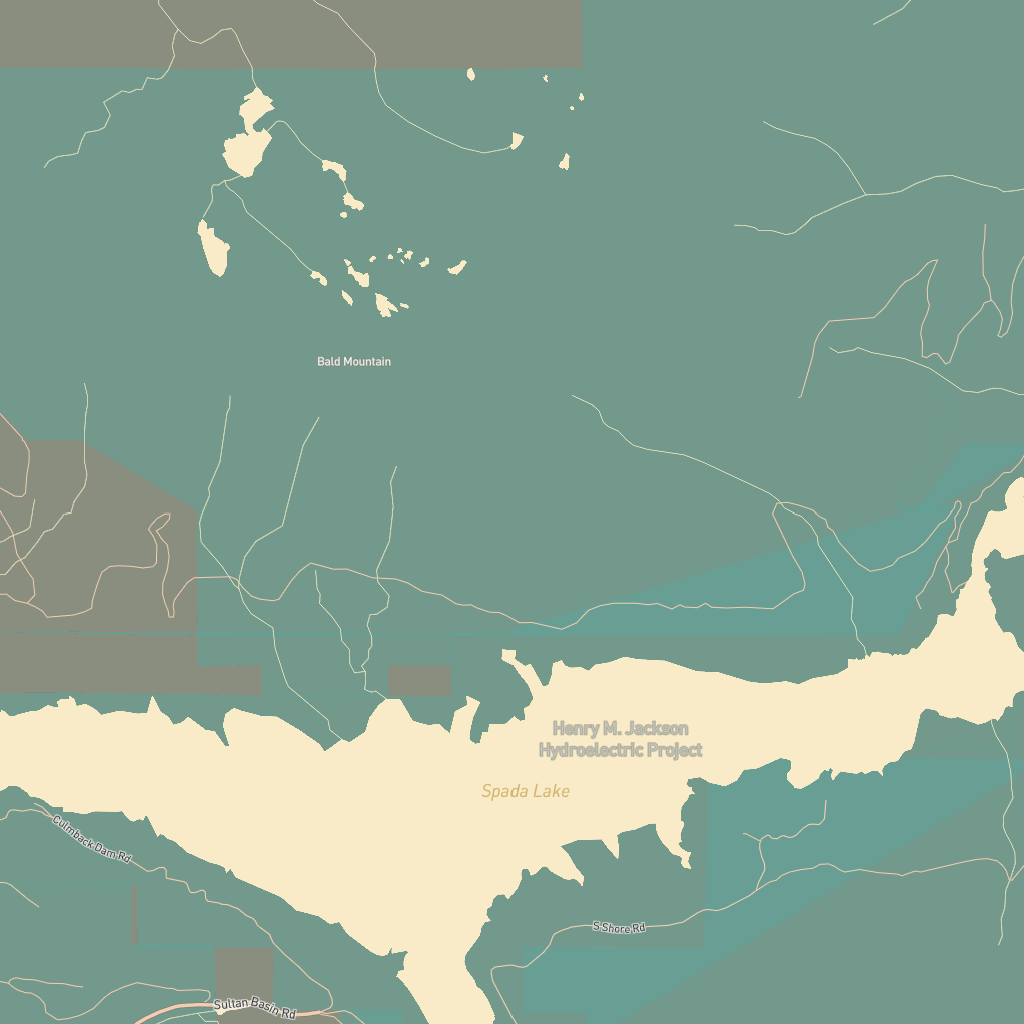 Bald Mountain
Henry M. Jackson
Hydroelectric Project
Spada Lake
Culmback Dam Rd
S Shore Rd
Sultan Basin Rd